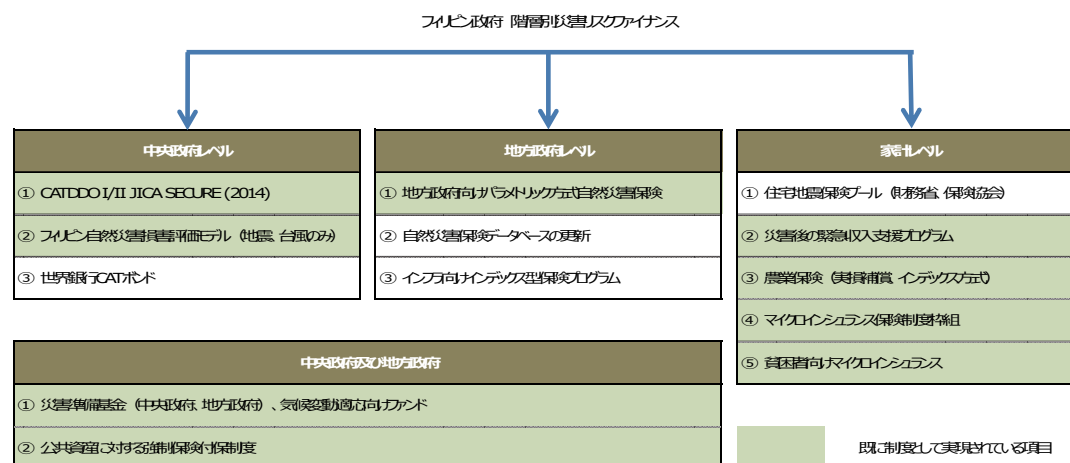 フィリピン政府 階層別災害リスクファイナンス
中央政府レベル
① CATDDO I/II JICA SECURE (2014)
② フィリピン自然災害損害評価モデル（地震、台風のみ）
③ 世界銀行CATボンド
地方政府レベル
① 地方政府向けパラメトリック方式自然災害保険
② 自然災害保険データベースの更新
③ インフラ向けインデックス型保険プログラム
家計レベル
① 住宅地震保険プール（財務省、保険協会）
② 災害後の緊急収入支援プログラム
③ 農業保険（実損補償、インデックス方式）
④ マイクロインシュランス保険制度枠組
⑤ 貧困者向けマイクロインシュランス
中央政府及び地方政府
① 災害準備基金（中央政府、地方政府）、気候変動適応向けファンド
② 公共資産に対する強制保険付保制度
既に制度として実現されている項目